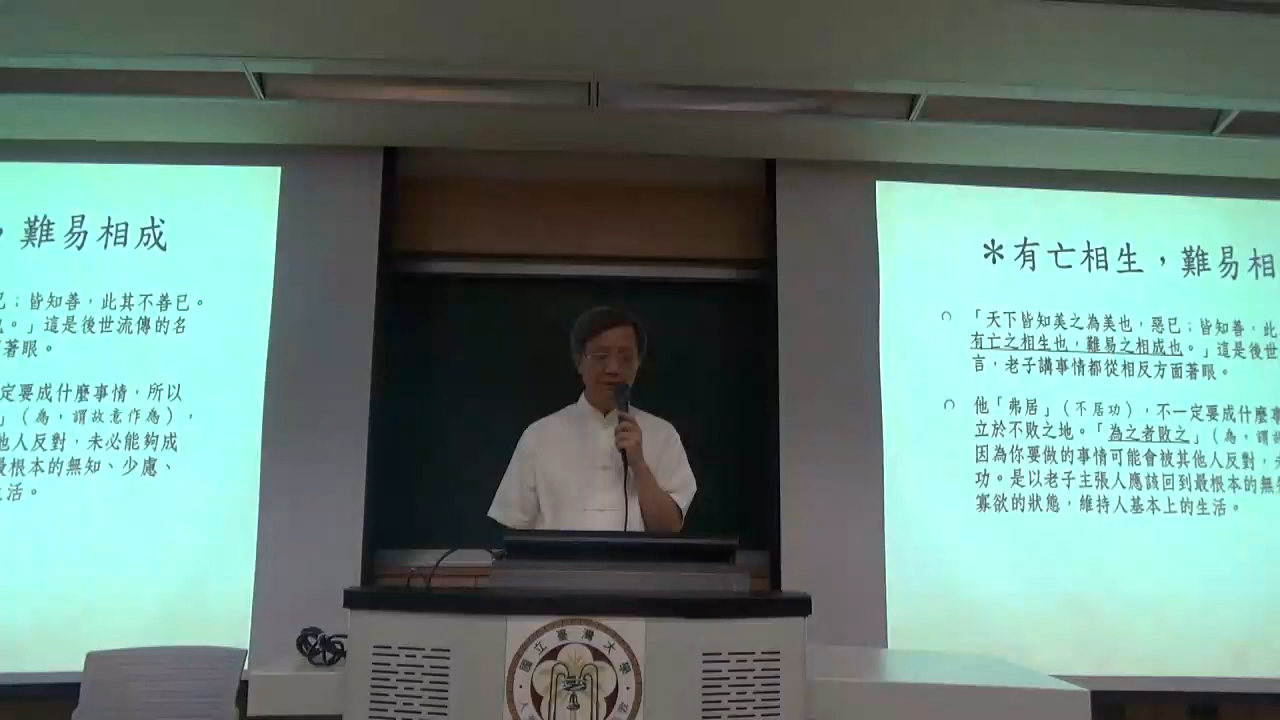 ，難易相成
已；皆知善，此其不善已。
也。」這是後世流傳的名
著眼。
定要成什麼事情，所以
」（為，謂故意作為），
他人反對，未必能夠成
最根本的無知、少慮、
生活。
＊有亡相生，難易相
「天下皆知美之為美也，惡已；皆知善，此
有亡之相生也，難易之相成也。」這是後世
言，老子講事情都從相反方面著眼。
他「弗居」（不居功），不一定要成什麼事
立於不敗之地。「為之者敗之」（為，謂
因為你要做的事情可能會被其他人反對，
功。是以老子主張人應該回到最根本的無知
寡欲的狀態，維持人基本上的生活。
國立臺灣大學